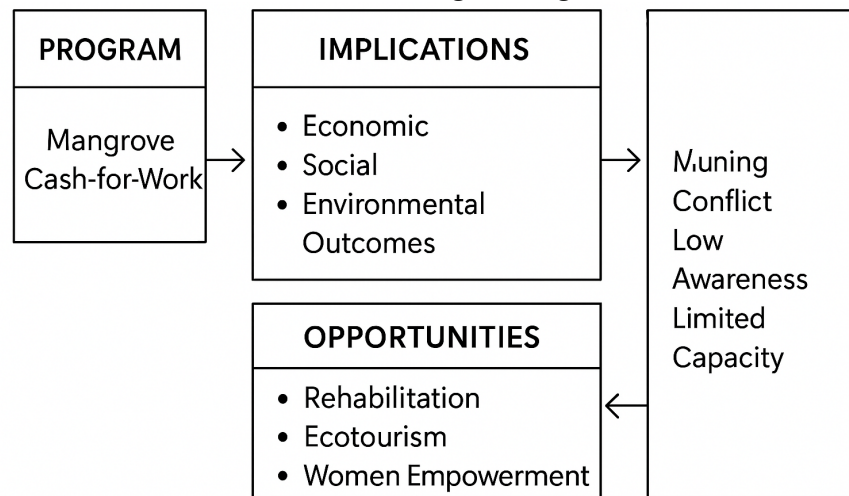 PROGRAM
Mangrove
Cash-for-Work
IMPLICATIONS
• Economic
• Social
• Environmental
Outcomes
Conflict
Low
Awareness
Limited
Capacity
OPPORTUNITIES
• Rehabilitation
• Ecotourism
• Women Empowerment